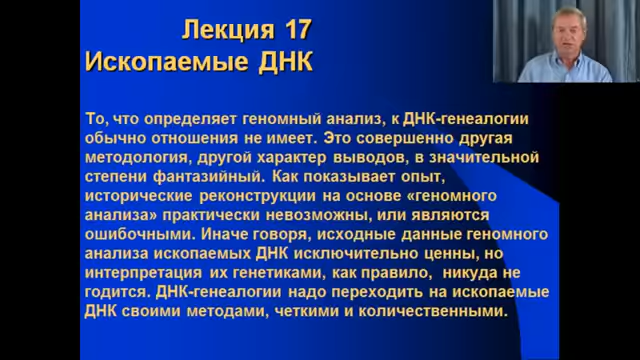 Лекция 17
Ископаемые ДНК
То, что определяет геномный анализ, к ДНК-генеалогии
обычно отношения не имеет. Это совершенно другая
методология, другой характер выводов, в значительной
степени фантазийный. Как показывает опыт,
исторические реконструкции на основе «геномного
анализа» практически невозможны, или являются
ошибочными. Иначе говоря, исходные данные геномного
анализа ископаемых ДНК исключительно ценны, но
интерпретация их генетиками, как правило, никуда не
годится. ДНК-генеалогии надо переходить на ископаемые
ДНК своими методами, четкими и количественными.